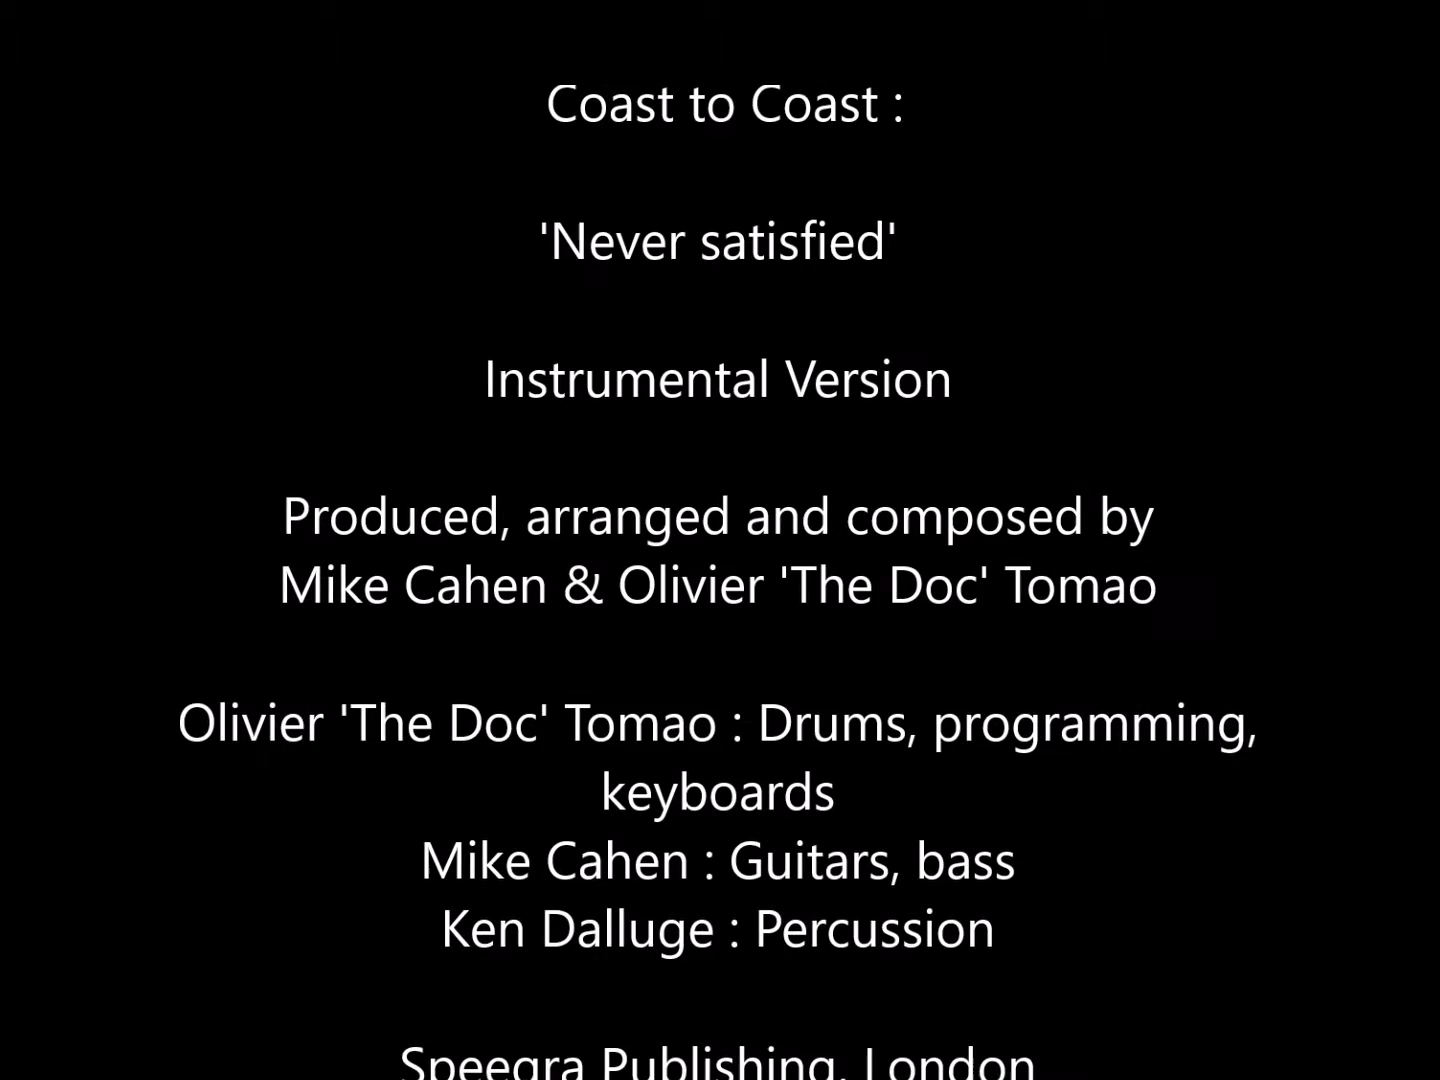 Coast to Coast :
'Never satisfied'
Instrumental Version
Produced, arranged and composed by
Mike Cahen & Olivier 'The Doc' Tomao
Olivier 'The Doc' Tomao : Drums, programming,
keyboards
Mike Cahen : Guitars, bass
Ken Dalluge : Percussion
Speegra Publishing, London